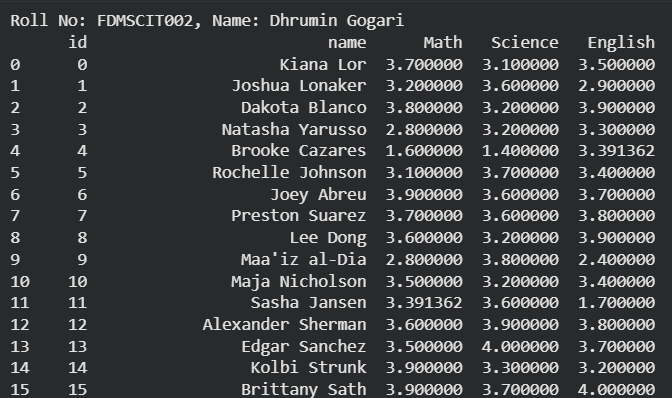 Roll No: FDMSCIT002, Name: Dhrumin Gogari
id name Math Science English
0 0 Kiana Lor 3.700000 3.100000 3.500000
1 1 Joshua Lonaker 3.200000 3.600000 2.900000
2 2 Dakota Blanco 3.800000 3.200000 3.900000
3 3 Natasha Yarusso 2.800000 3.200000 3.300000
4 4 Brooke Cazares 1.600000 1.400000 3.391362
5 5 Rochelle Johnson 3.100000 3.700000 3.400000
6 6 Joey Abreu 3.900000 3.600000 3.700000
7 7 Preston Suarez 3.700000 3.600000 3.800000
8 8 Lee Dong 3.600000 3.200000 3.900000
9 9 Maa'iz al-Dia 2.800000 3.800000 2.400000
10 10 Maja Nicholson 3.500000 3.200000 3.400000
11 11 Sasha Jansen 3.391362 3.600000 1.700000
12 12 Alexander Sherman 3.600000 3.900000 3.800000
13 13 Edgar Sanchez 3.500000 4.000000 3.700000
14 14 Kolbi Strunk 3.900000 3.300000 3.200000
15 15 Brittany Sath 3.900000 3.700000 4.000000